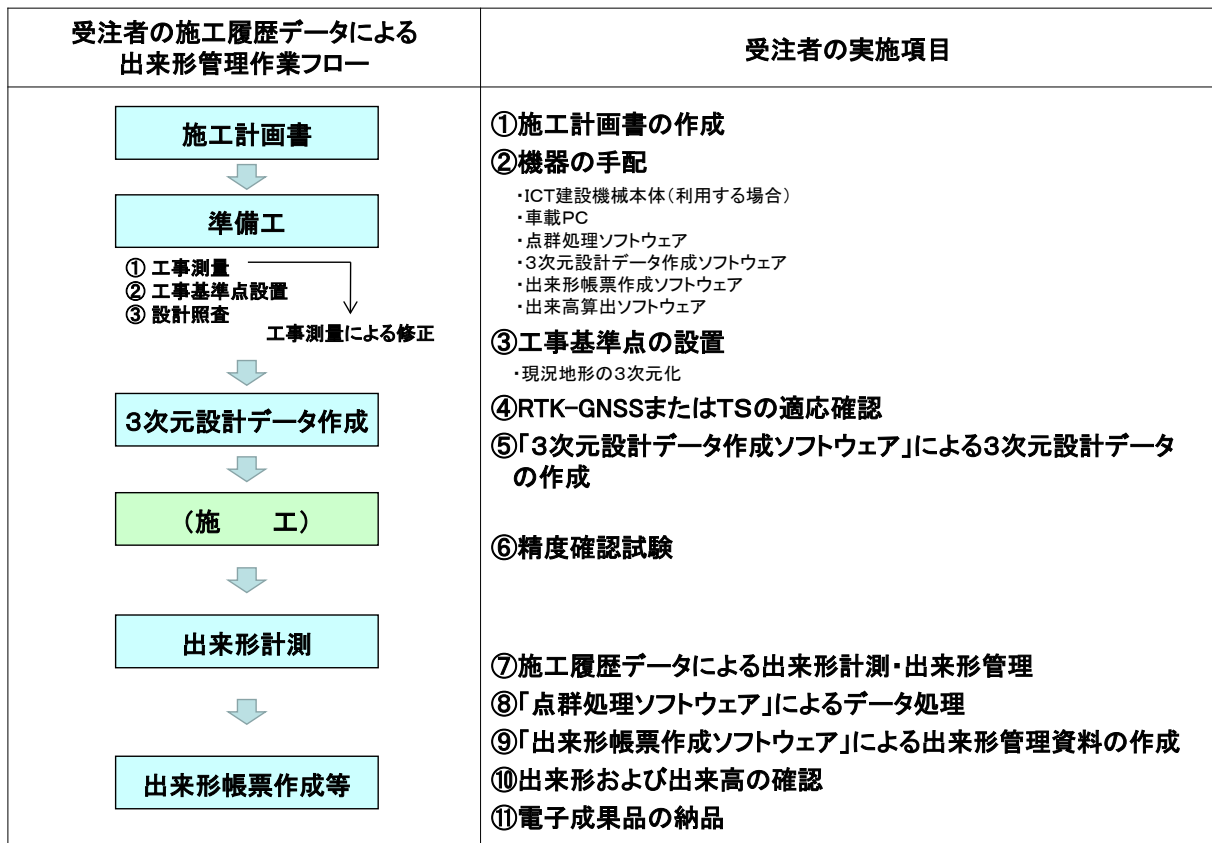 受注者の施工履歴データによる
出来形管理作業フロー
受注者の実施項目
施工計画書
準備工
① 工事測量
② 工事基準点設置
③ 設計照査
工事測量による修正
３次元設計データ作成
（施　　工）
出来形計測
出来形帳票作成等
①施工計画書の作成
②機器の手配
・ICT建設機械本体（利用する場合）
・車載ＰＣ
・点群処理ソフトウェア
・３次元設計データ作成ソフトウェア
・出来形帳票作成ソフトウェア
・出来高算出ソフトウェア
③工事基準点の設置
・現況地形の３次元化
④RTK-GNSSまたはＴＳの適応確認
⑤「３次元設計データ作成ソフトウェア」による３次元設計データ
の作成
⑥精度確認試験
⑦施工履歴データによる出来形計測・出来形管理
⑧「点群処理ソフトウェア」によるデータ処理
⑨「出来形帳票作成ソフトウェア」による出来形管理資料の作成
⑩出来形および出来高の確認
⑪電子成果品の納品